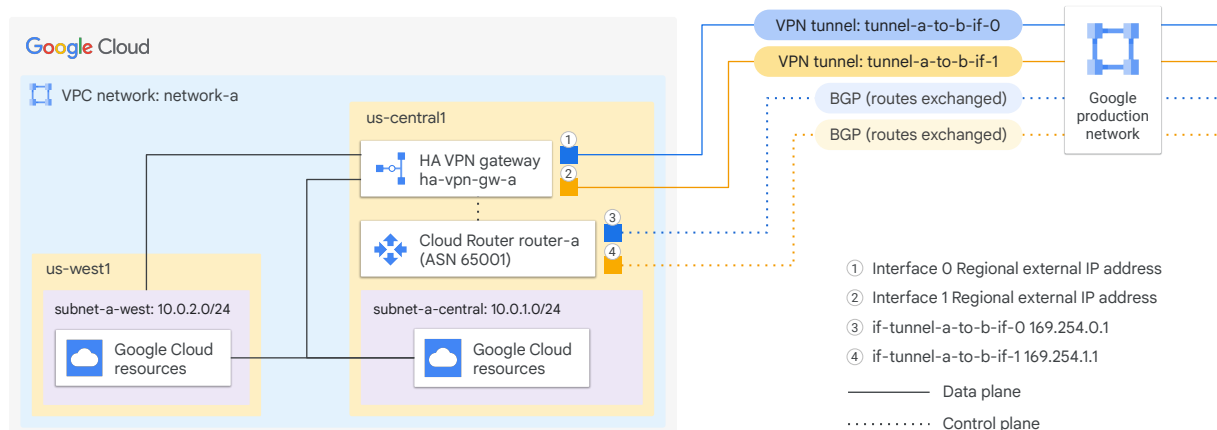 Google Cloud
VPC network: network-a
us-central1
HA VPN gateway
ha-vpn-gw-a
1
2
Cloud Router router-a
(ASN 65001)
3
4
us-west1
subnet-a-west: 10.0.2.0/24
Google Cloud
resources
subnet-a-central: 10.0.1.0/24
Google Cloud
resources
VPN tunnel: tunnel-a-to-b-if-0
VPN tunnel: tunnel-a-to-b-if-1
BGP (routes exchanged)
BGP (routes exchanged)
Google
production
network
1 Interface 0 Regional external IP address
2 Interface 1 Regional external IP address
3 if-tunnel-a-to-b-if-0 169.254.0.1
4 if-tunnel-a-to-b-if-1 169.254.1.1
Data plane
Control plane